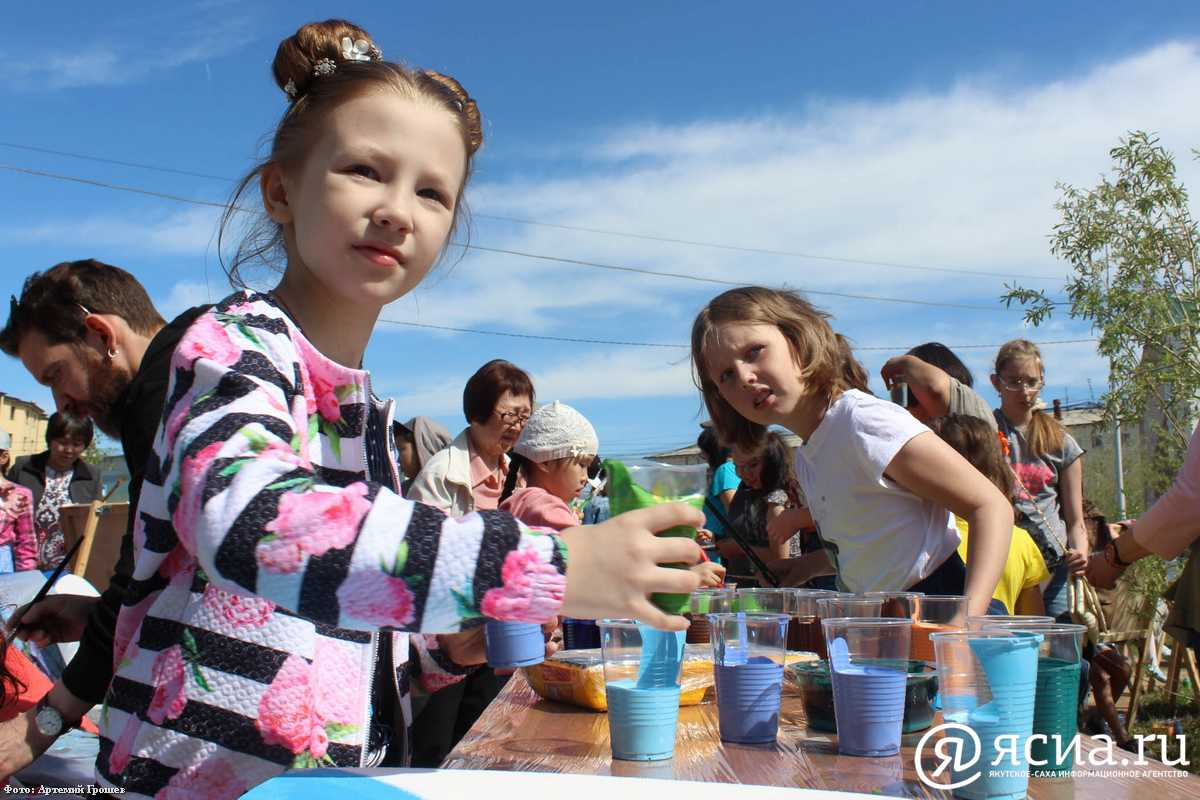 ЯСИА.ru
ЯКУТСКОЕ-САХА ИНФОРМАЦИОННОЕ АГЕНТСТВО
Фото: Артемий Грошев